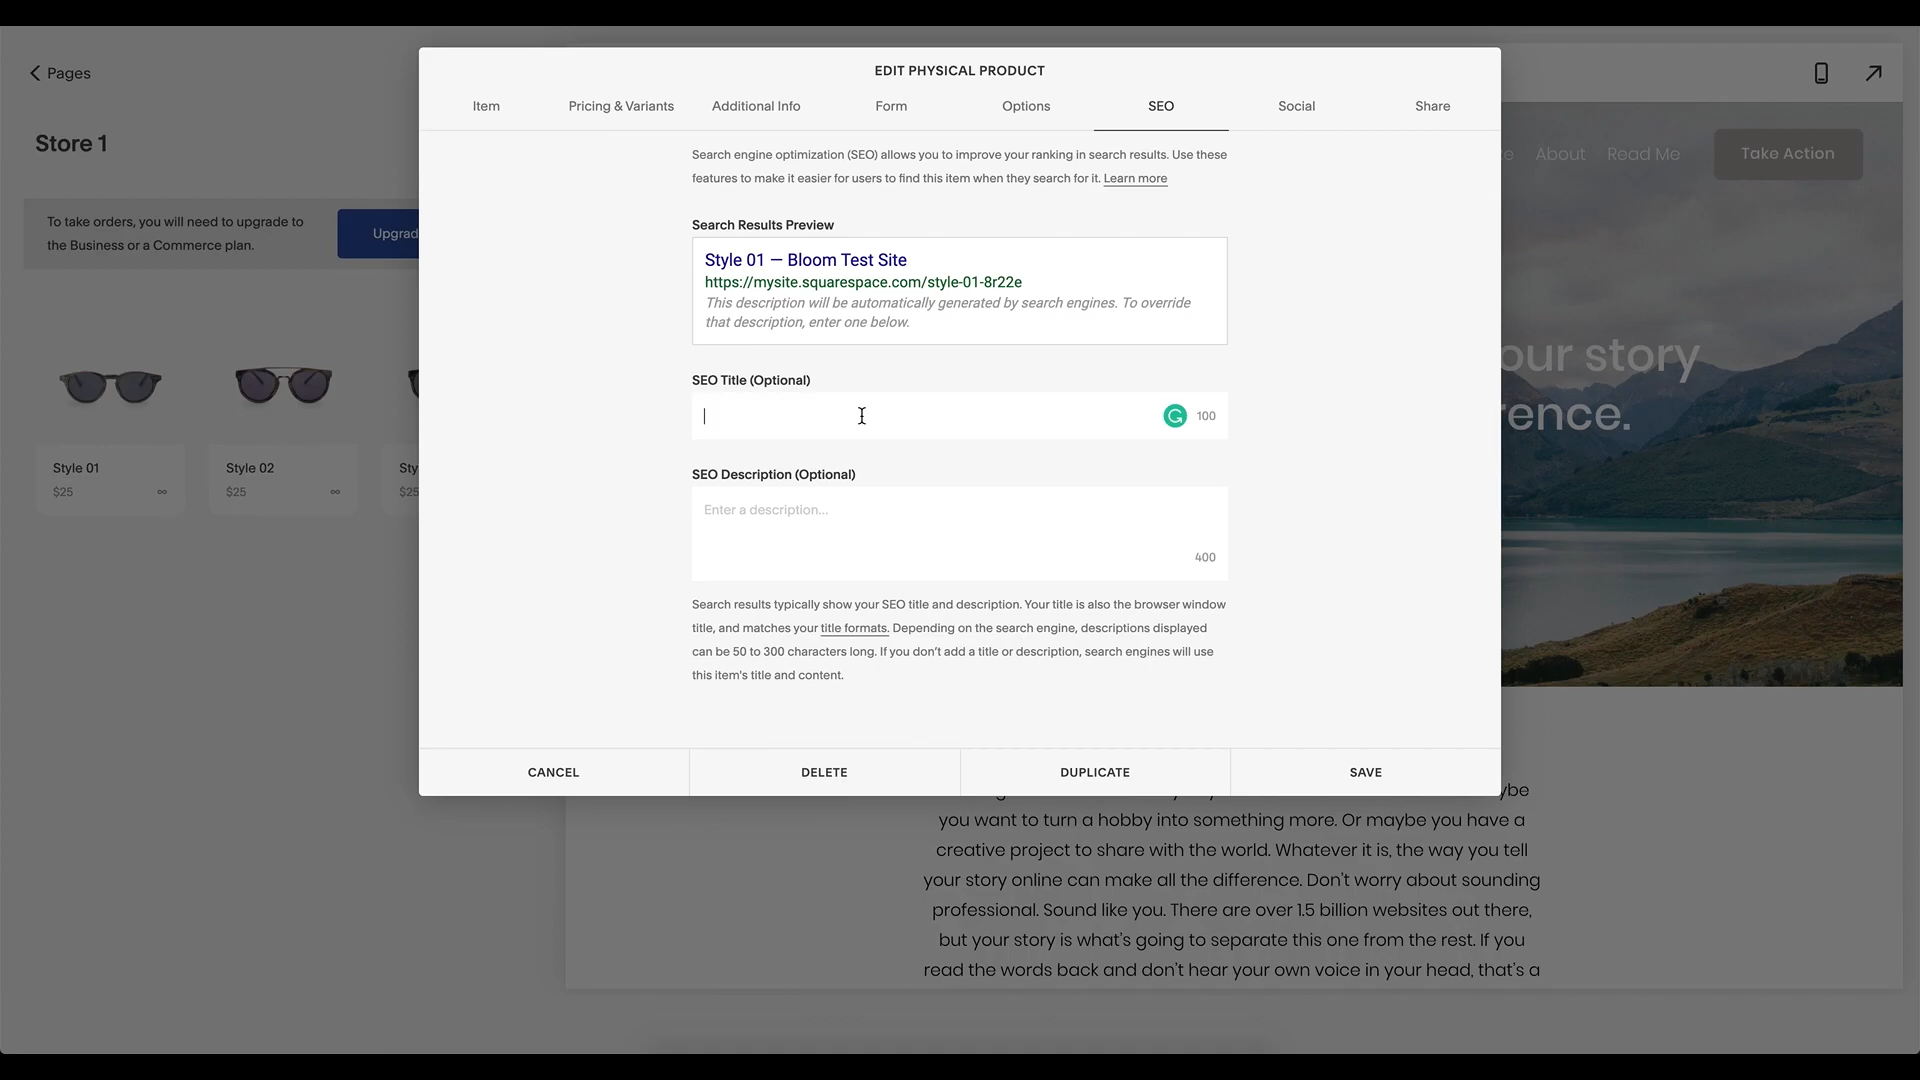 Pages
Store 1
To take orders, you will need to upgrade to
the Business or a Commerce plan.
Style 01
$25
Style 02
$25
$25
EDIT PHYSICAL PRODUCT
Item Pricing & Variants Additional Info Form Options SEO Social Share
Search engine optimization (SEO) allows you to improve your ranking in search results. Use these
features to make it easier for users to find this item when they search for it. Learn more
Search Results Preview
Style 01 — Bloom Test Site
https://mysite.squarespace.com/style-01-8r22e
This description will be automatically generated by search engines. To override
that description, enter one below.
SEO Title (Optional)
100
SEO Description (Optional)
Enter a description...
400
Search results typically show your SEO title and description. Your title is also the browser window
title, and matches your title formats. Depending on the search engine, descriptions displayed
can be 50 to 300 characters long. If you don't add a title or description, search engines will use
this item's title and content.
CANCEL DELETE DUPLICATE SAVE
About Read Me Take Action
our story
you want to turn a hobby into something more. Or maybe you have a
creative project to share with the world. Whatever it is, the way you tell
your story online can make all the difference. Don't worry about sounding
professional. Sound like you. There are over 1.5 billion websites out there,
but your story is what's going to separate this one from the rest. If you
read the words back and don't hear your own voice in your head, that's a